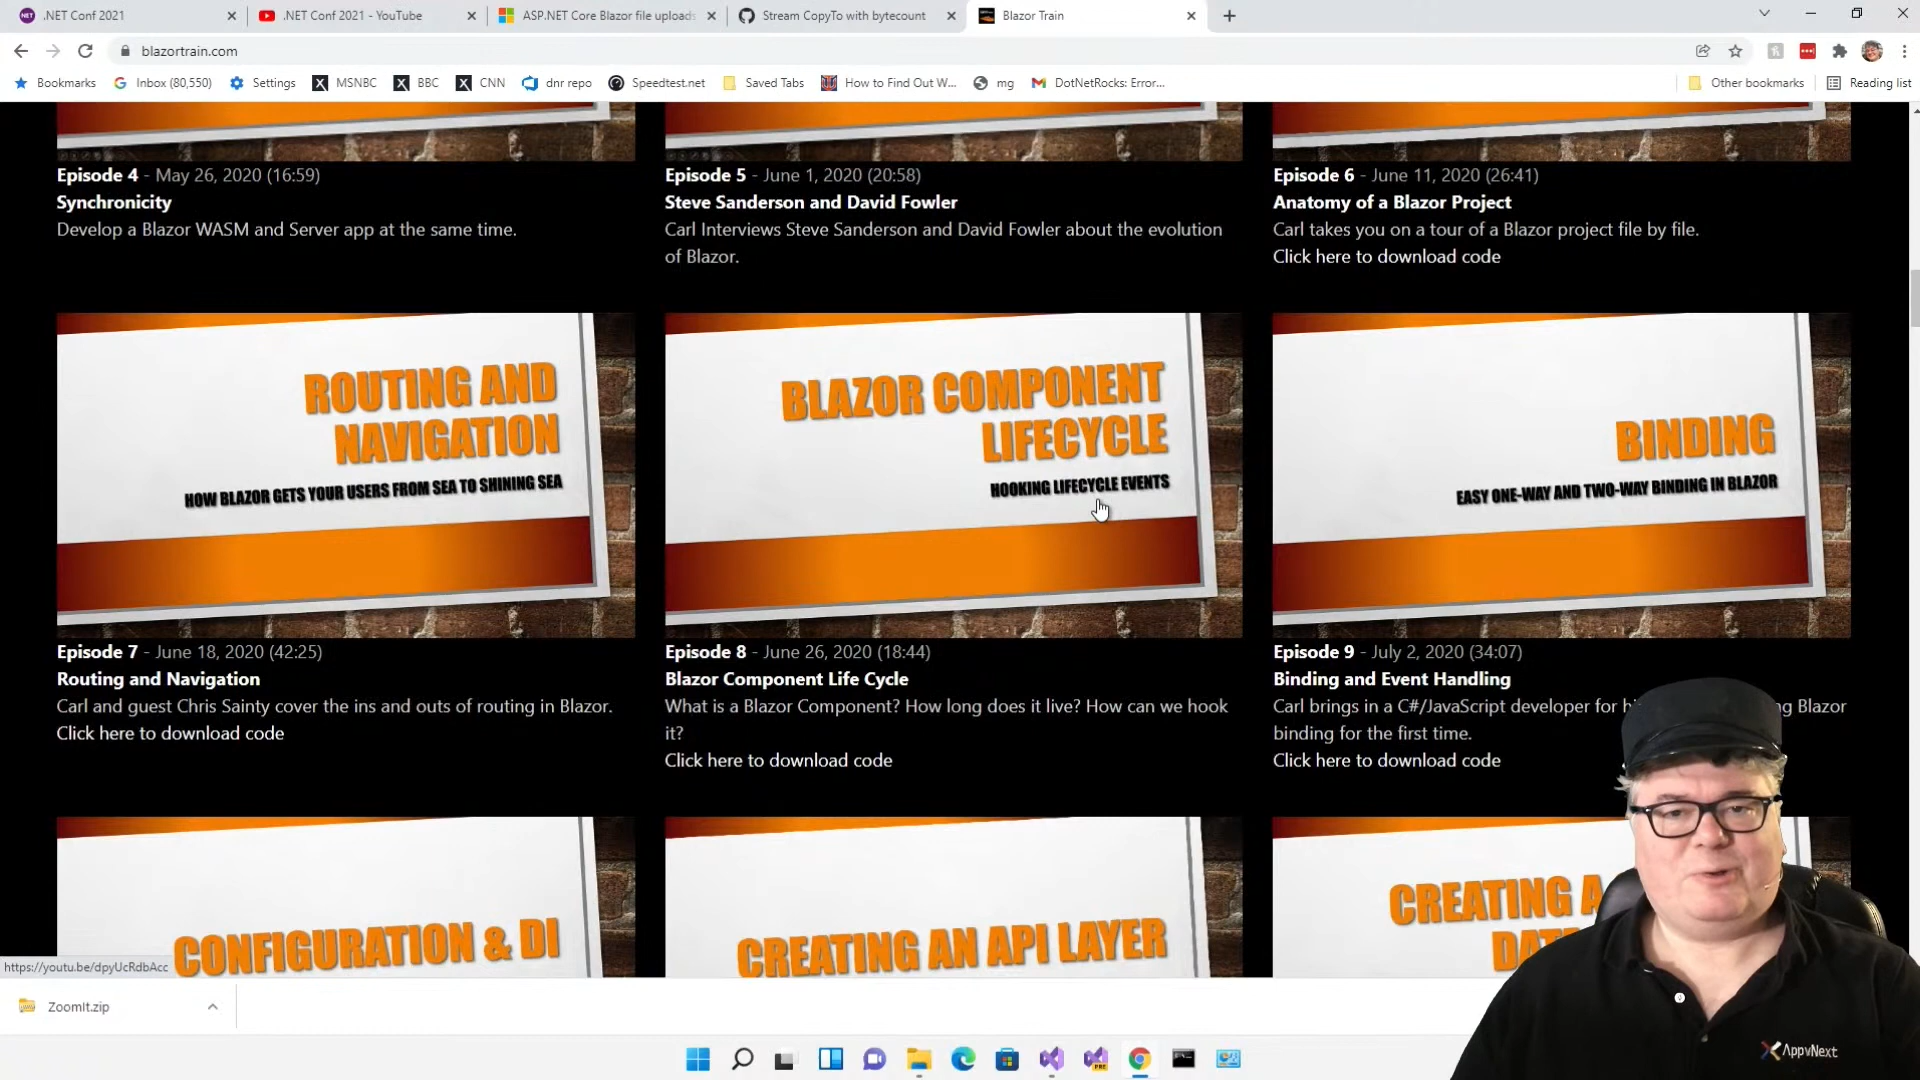 .NET Conf 2021
.NET Conf 2021 - YouTube
ASP.NET Core Blazor file uploads
Stream CopyTo with bytecount
Blazor Train
blazortrain.com
Bookmarks
Inbox (80,550)
Settings
MSNBC
BBC
CNN
dnr repo
Speedtest.net
Saved Tabs
How to Find Out W...
mg
DotNetRocks: Error...
Other bookmarks
Reading list
Episode 4 - May 26, 2020 (16:59)
Synchronicity
Develop a Blazor WASM and Server app at the same time.
Episode 5 - June 1, 2020 (20:58)
Steve Sanderson and David Fowler
Carl Interviews Steve Sanderson and David Fowler about the evolution
of Blazor.
Episode 6 - June 11, 2020 (26:41)
Anatomy of a Blazor Project
Carl takes you on a tour of a Blazor project file by file.
Click here to download code
ROUTING AND
NAVIGATION
HOW BLAZOR GETS YOUR USERS FROM SEA TO SHINING SEA
BLAZOR COMPONENT
LIFECYCLE
HOOKING LIFECYCLE EVENTS
BINDING
EASY ONE-WAY AND TWO-WAY BINDING IN BLAZOR
Episode 7 - June 18, 2020 (42:25)
Routing and Navigation
Carl and guest Chris Sainty cover the ins and outs of routing in Blazor.
Click here to download code
Episode 8 - June 26, 2020 (18:44)
Blazor Component Life Cycle
What is a Blazor Component? How long does it live? How can we hook
it?
Click here to download code
Episode 9 - July 2, 2020 (34:07)
Binding and Event Handling
Carl brings in a C#/JavaScript developer for Blazor
binding for the first time.
Click here to download code
CONFIGURATION & DI
CREATING AN API LAYER
CREATING A
https://youtu.be/dpyUcRdbAcc
ZoomIt.zip
PRE
AppvNext